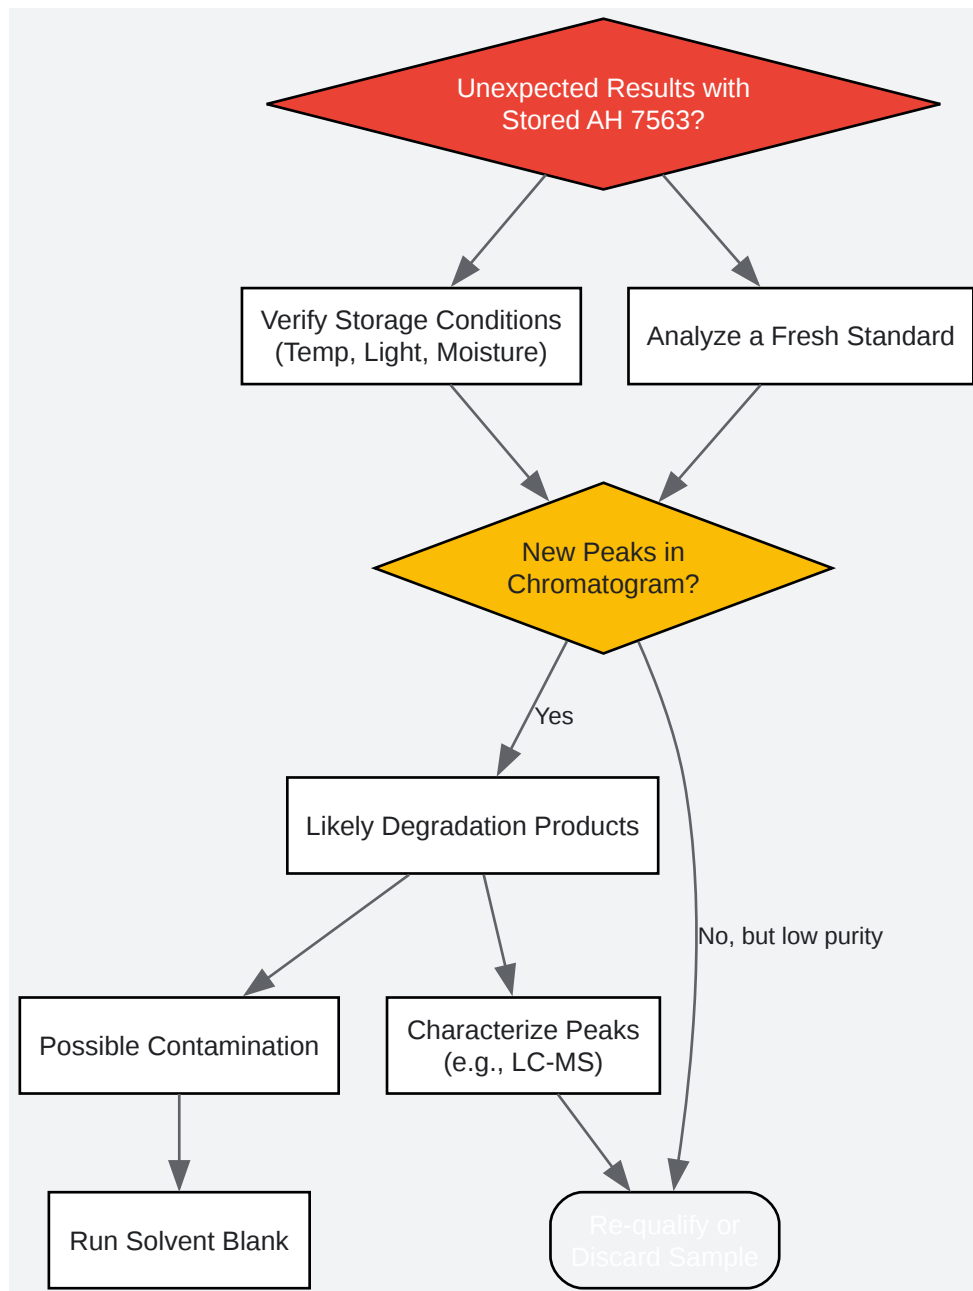 Unexpected Results with
Stored AH 7563?
Verify Storage Conditions
(Temp, Light, Moisture)
Analyze a Fresh Standard
New Peaks in
Chromatogram?
Yes
Likely Degradation Products
No, but low purity
Possible Contamination
Characterize Peaks
(e.g., LC-MS)
Run Solvent Blank
Re-qualify or
Discard Sample